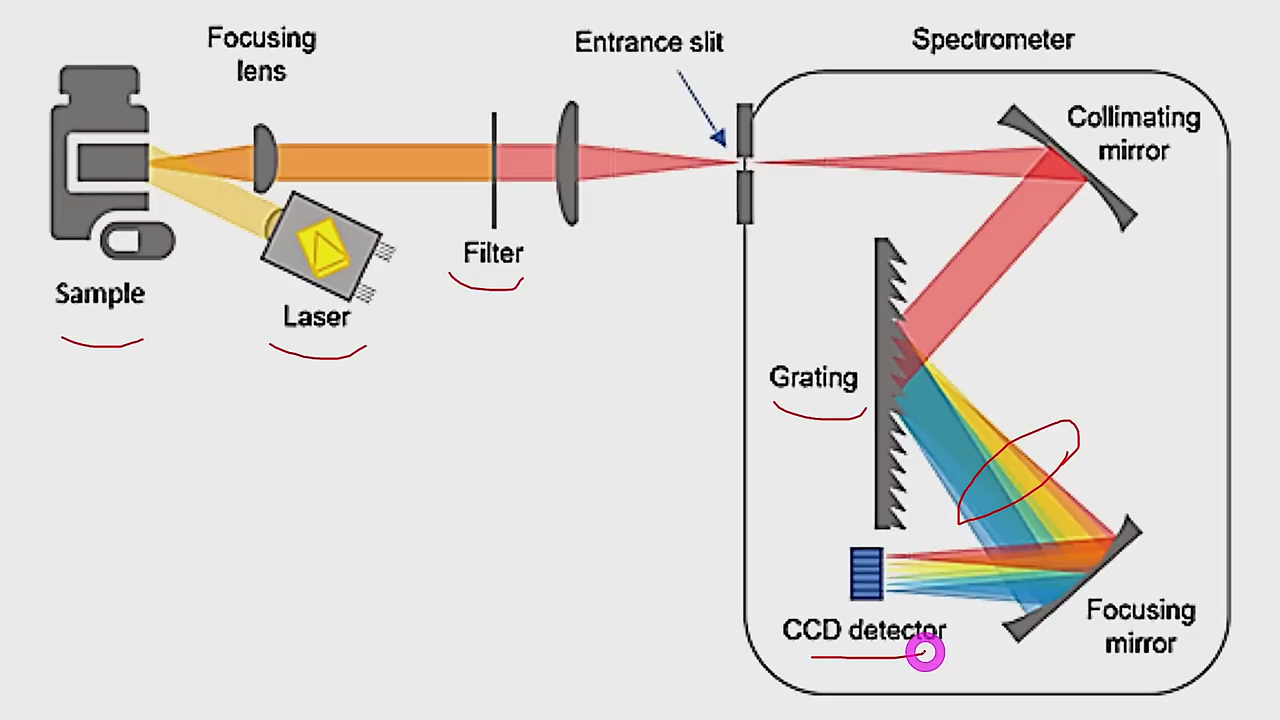 Focusing
lens
Entrance slit
Spectrometer
Collimating
mirror
Filter
Sample
Laser
Grating
CCD detector
Focusing
mirror